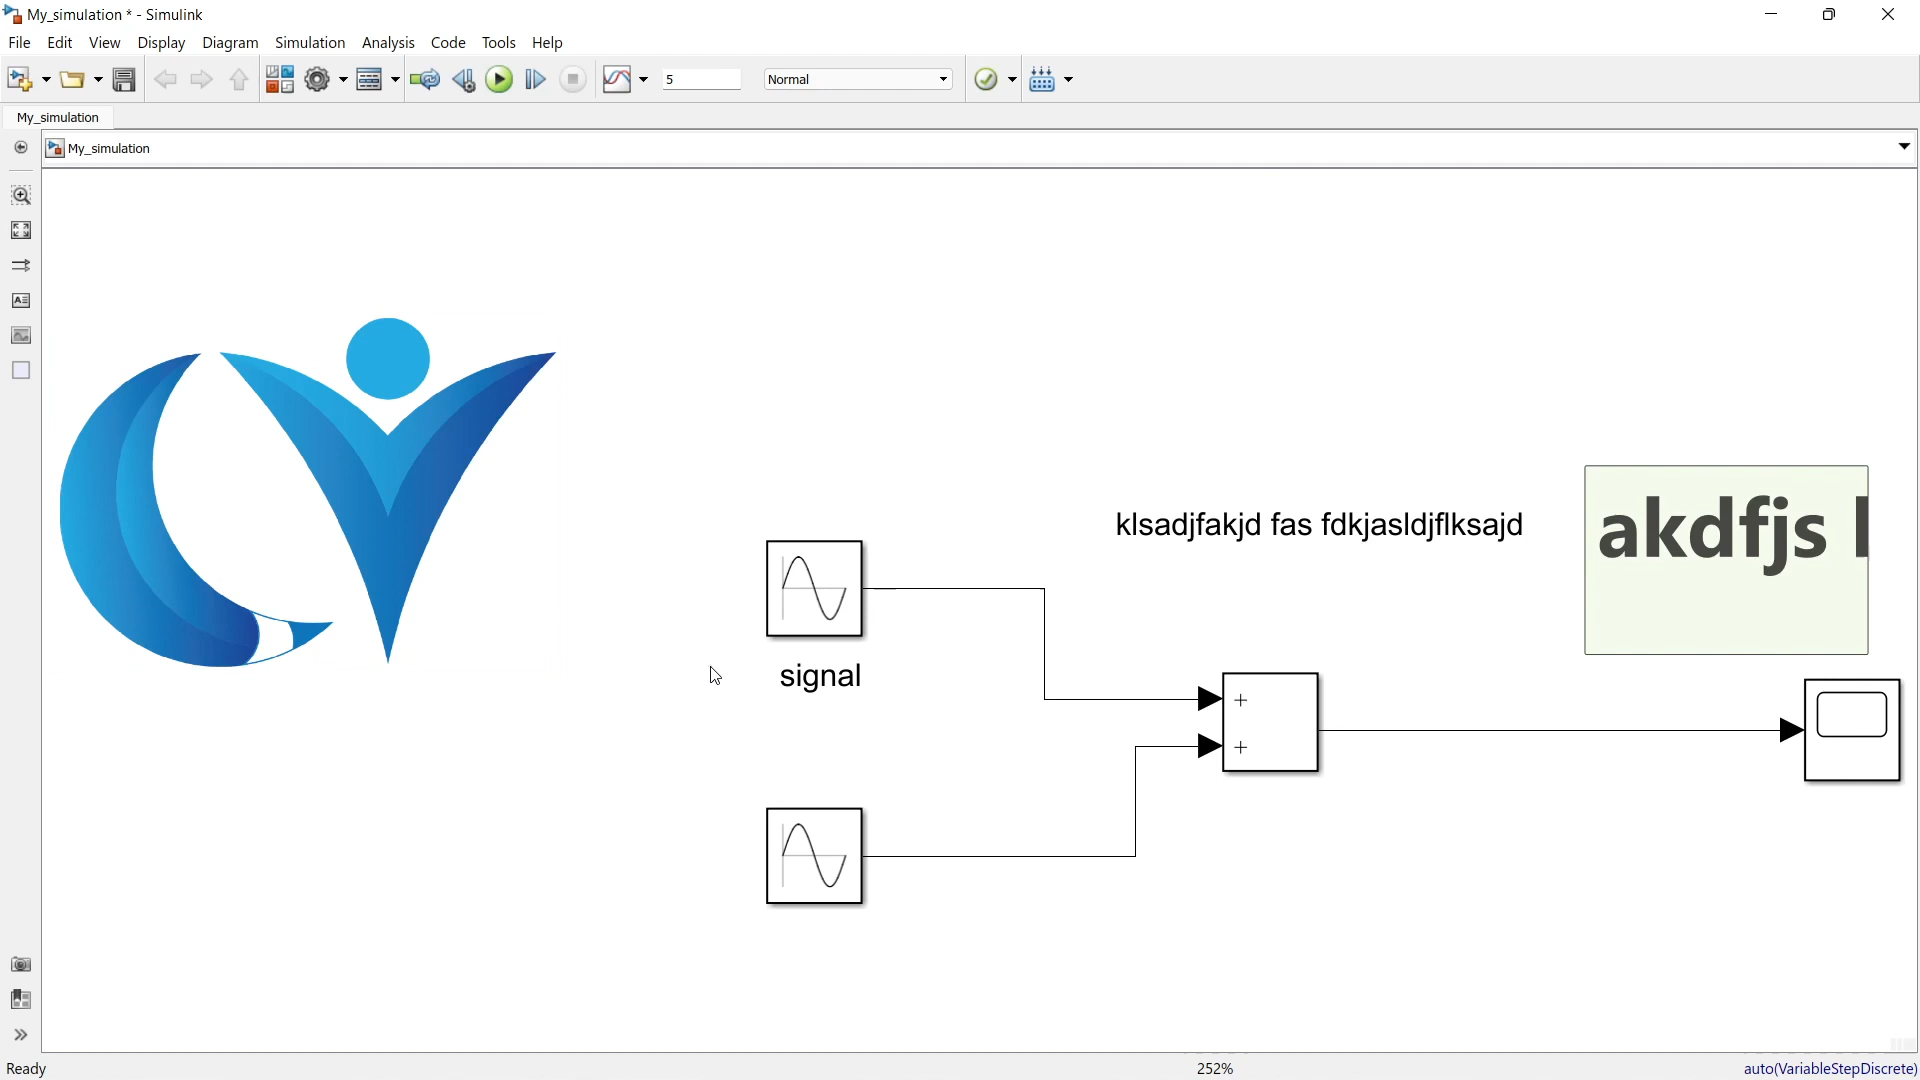 My_simulation * - Simulink
File Edit View Display Diagram Simulation Analysis Code Tools Help
5 Normal
My_simulation
My_simulation
akdfjs
klsadjfakjd fas fdkjasldjflksajd
signal
+
+
Ready 252% auto(VariableStepDiscrete)